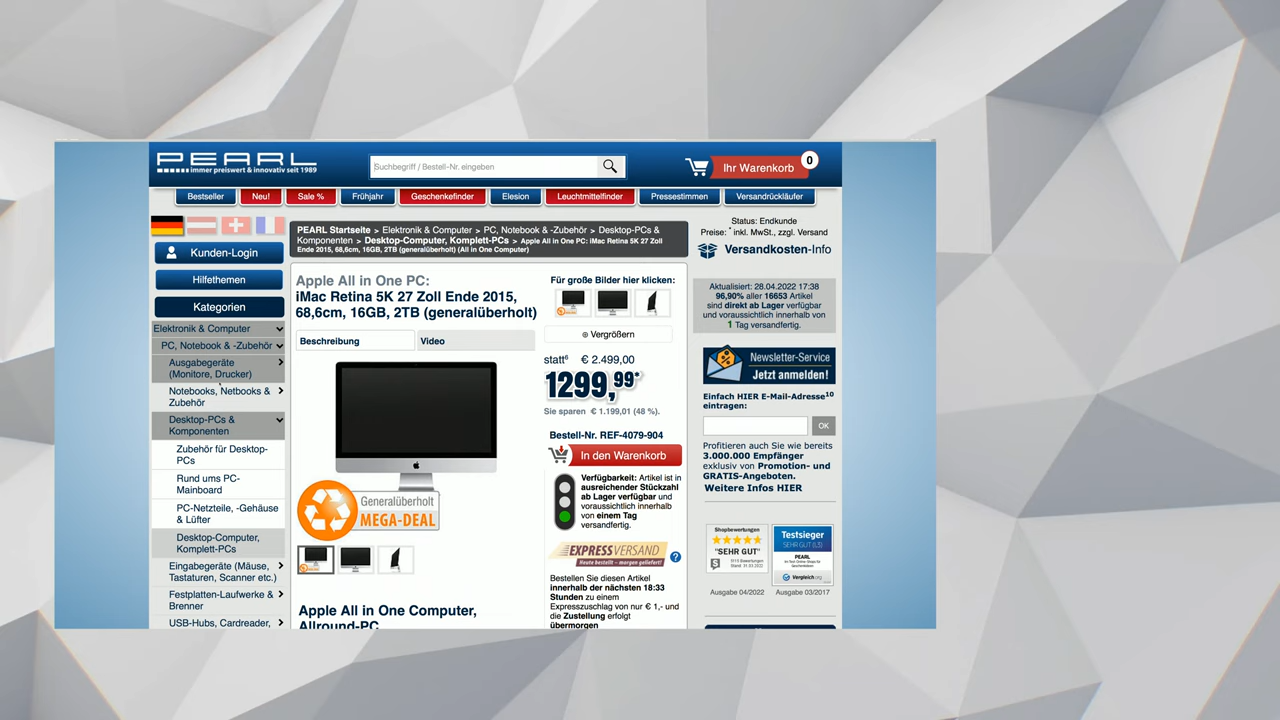 PEARL
immer preiswert & innovativ seit 1989
Suchbegriff / Bestell-Nr. eingeben
Ihr Warenkorb
0
Bestseller
Neu!
Sale %
Frühjahr
Geschenkefinder
Elesion
Leuchtmittelfinder
Pressestimmen
Versandrückläufer
Kunden-Login
Hilfethemen
Kategorien
Elektronik & Computer
PC, Notebook & -Zubehör
Ausgabegeräte
(Monitore, Drucker)
Notebooks, Netbooks &
Zubehör
Desktop-PCs &
Komponenten
Zubehör für Desktop-
PCs
Rund ums PC-
Mainboard
PC-Netzteile, -Gehäuse
& Lüfter
Desktop-Computer,
Komplett-PCs
Eingabegeräte (Mäuse,
Tastaturen, Scanner etc.)
Festplatten-Laufwerke &
Brenner
USB-Hubs, Cardreader,
PEARL Startseite > Elektronik & Computer > PC, Notebook & -Zubehör > Desktop-PCs &
Komponenten > Desktop-Computer, Komplett-PCs > Apple All in One PC: iMac Retina 5K 27 Zoll
Ende 2015, 68,6cm, 16GB, 2TB (generalüberholt) (All in One Computer)
Apple All in One PC:
iMac Retina 5K 27 Zoll Ende 2015,
68,6cm, 16GB, 2TB (generalüberholt)
Beschreibung
Video
Generalüberholt
MEGA-DEAL
Apple All in One Computer,
Allround-PC
Für große Bilder hier klicken:
Vergrößern
statt⁶ € 2.499,00
1299,99*
Sie sparen € 1.199,01 (48 %).
Bestell-Nr. REF-4079-904
In den Warenkorb
Verfügbarkeit: Artikel ist in
ausreichender Stückzahl
ab Lager verfügbar und
voraussichtlich innerhalb
von einem Tag
versandfertig.
EXPRESSVERSAND
Heute bestellt – morgen geliefert!
?
Bestellen Sie diesen Artikel
innerhalb der nächsten 18:33
Stunden zu einem
Expresszuschlag von nur € 1,- und
die Zustellung erfolgt
übermorgen
Status: Endkunde
Preise: * inkl. MwSt., zzgl. Versand
Versandkosten-Info
Aktualisiert: 28.04.2022 17:38
96,90% aller 16653 Artikel
sind direkt ab Lager verfügbar
und voraussichtlich innerhalb von
1 Tag versandfertig.
Newsletter-Service
Jetzt anmelden!
Einfach HIER E-Mail-Adresse¹⁰
eintragen:
OK
Profitieren auch Sie wie bereits
3.000.000 Empfänger
exklusiv von Promotion- und
GRATIS-Angeboten.
Weitere Infos HIER
Shopbewertungen
"SEHR GUT"
Stand: 31.03.2022
Ausgabe 04/2022
Testsieger
SEHR GUT (1,3)
PEARL
Vergleich.org
Ausgabe 03/2017